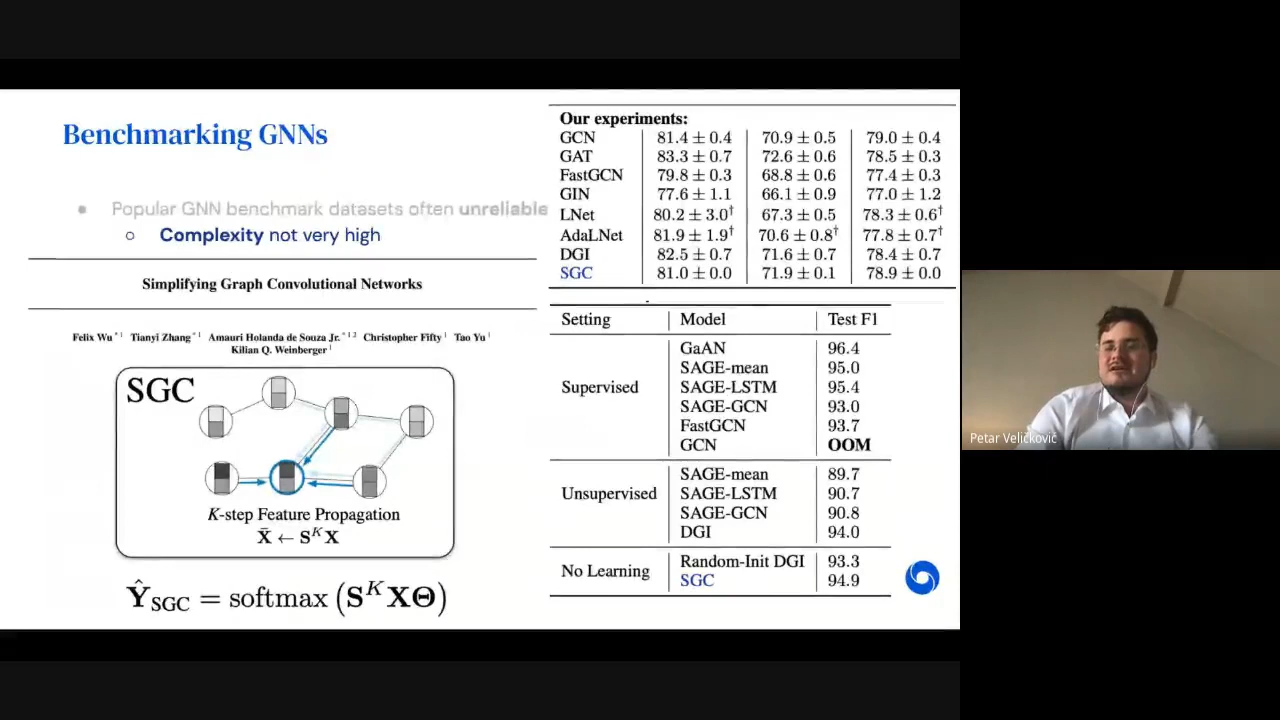 Benchmarking GNNs
● Popular GNN benchmark datasets often unreliable
○ Complexity not very high
Simplifying Graph Convolutional Networks
Felix Wu * 1 Tianyi Zhang * 1 Amauri Holanda de Souza Jr. * 1 2 Christopher Fifty 1 Tao Yu 1
Kilian Q. Weinberger 1
SGC
K-step Feature Propagation
X̄ ← S^K X
Ŷ_SGC = softmax (S^K XΘ)
Our experiments:
GCN 81.4 ± 0.4 70.9 ± 0.5 79.0 ± 0.4
GAT 83.3 ± 0.7 72.6 ± 0.6 78.5 ± 0.3
FastGCN 79.8 ± 0.3 68.8 ± 0.6 77.4 ± 0.3
GIN 77.6 ± 1.1 66.1 ± 0.9 77.0 ± 1.2
LNet 80.2 ± 3.0† 67.3 ± 0.5 78.3 ± 0.6†
AdaLNet 81.9 ± 1.9† 70.6 ± 0.8† 77.8 ± 0.7†
DGI 82.5 ± 0.7 71.6 ± 0.7 78.4 ± 0.7
SGC 81.0 ± 0.0 71.9 ± 0.1 78.9 ± 0.0
Setting Model Test F1
GaAN 96.4
SAGE-mean 95.0
Supervised SAGE-LSTM 95.4
SAGE-GCN 93.0
FastGCN 93.7
GCN OOM
SAGE-mean 89.7
Unsupervised SAGE-LSTM 90.7
SAGE-GCN 90.8
DGI 94.0
No Learning Random-Init DGI 93.3
SGC 94.9
Petar Veličković